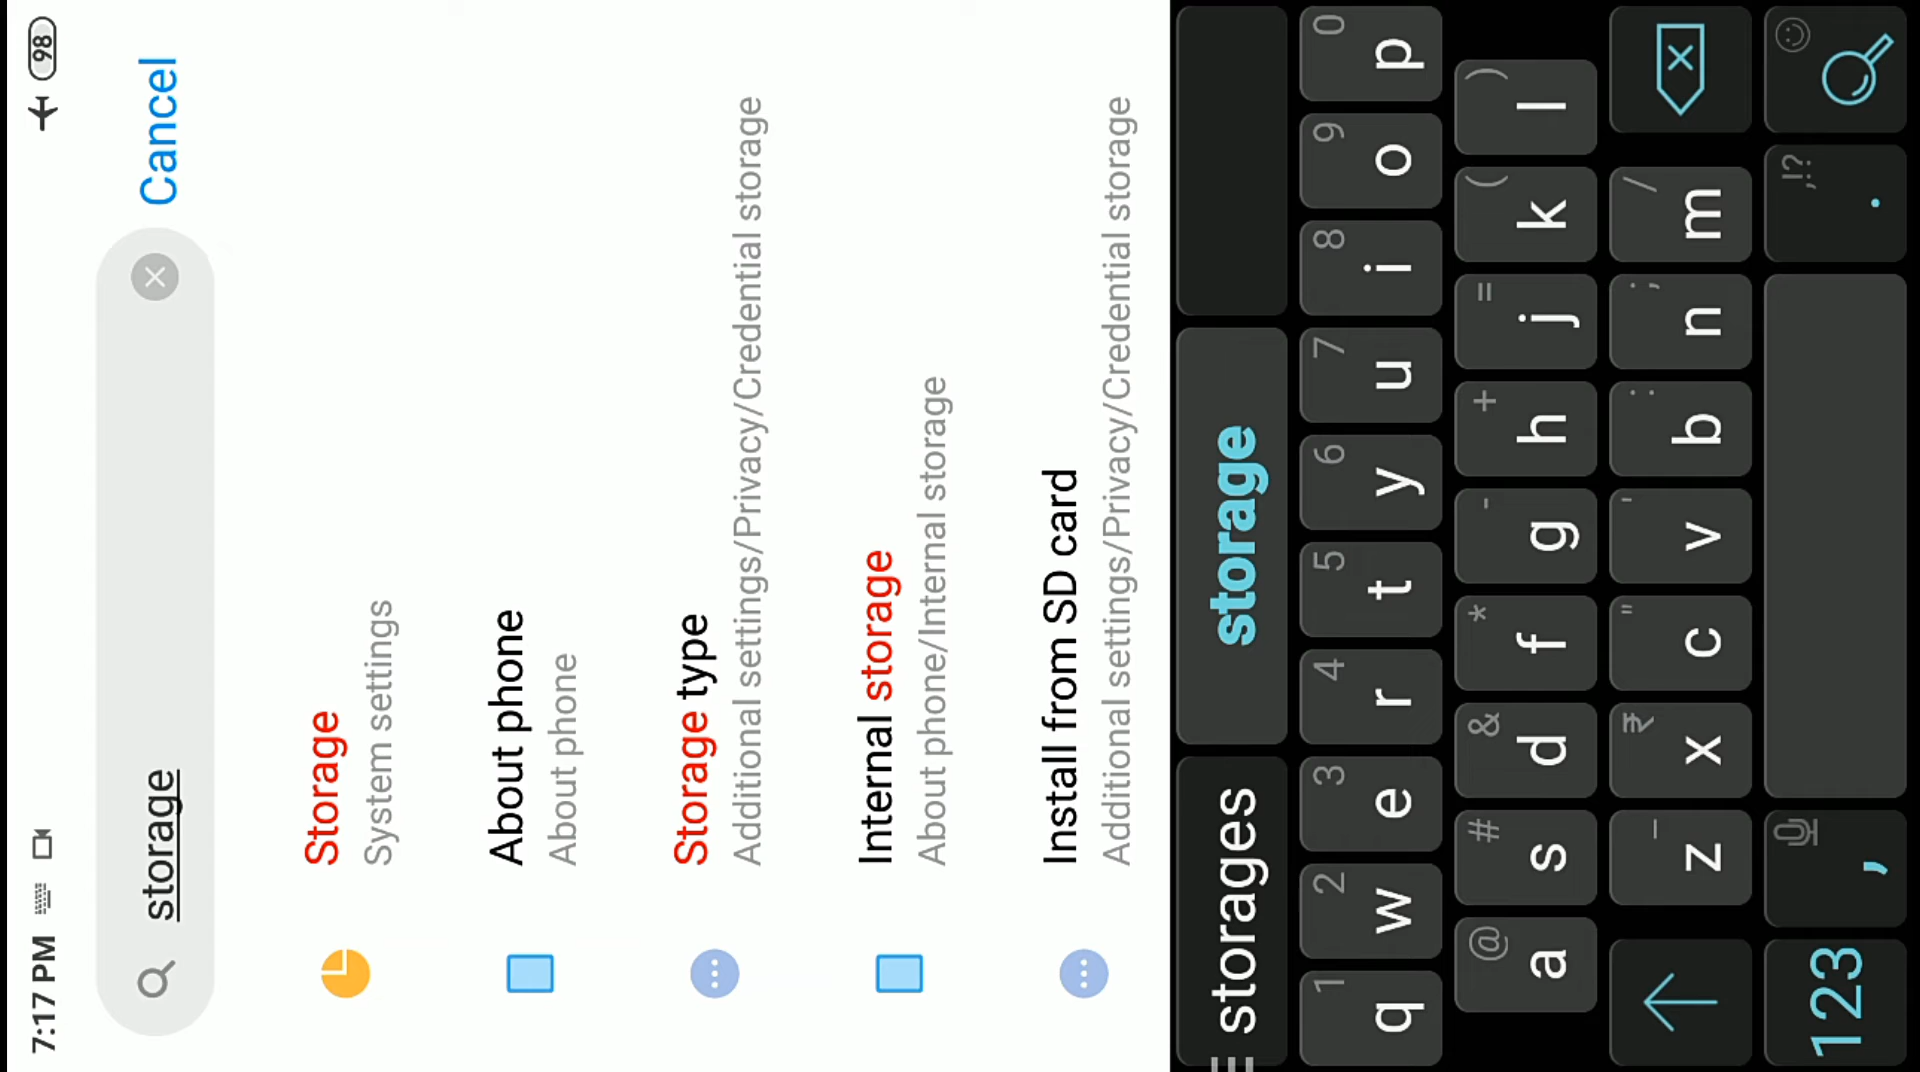 7:17 PM 98
storage Cancel
Storage
System settings
About phone
About phone
Storage type
Additional settings/Privacy/Credential storage
Internal storage
About phone/Internal storage
Install from SD card
Additional settings/Privacy/Credential storage
storages storage
1 2 3 4 5 6 7 8 9 0
q w e r t y u i o p
@ # & * - + = ( )
a s d f g h j k l
_ ₹ " ' : ; /
z x c v b n m
,!?
123 , .